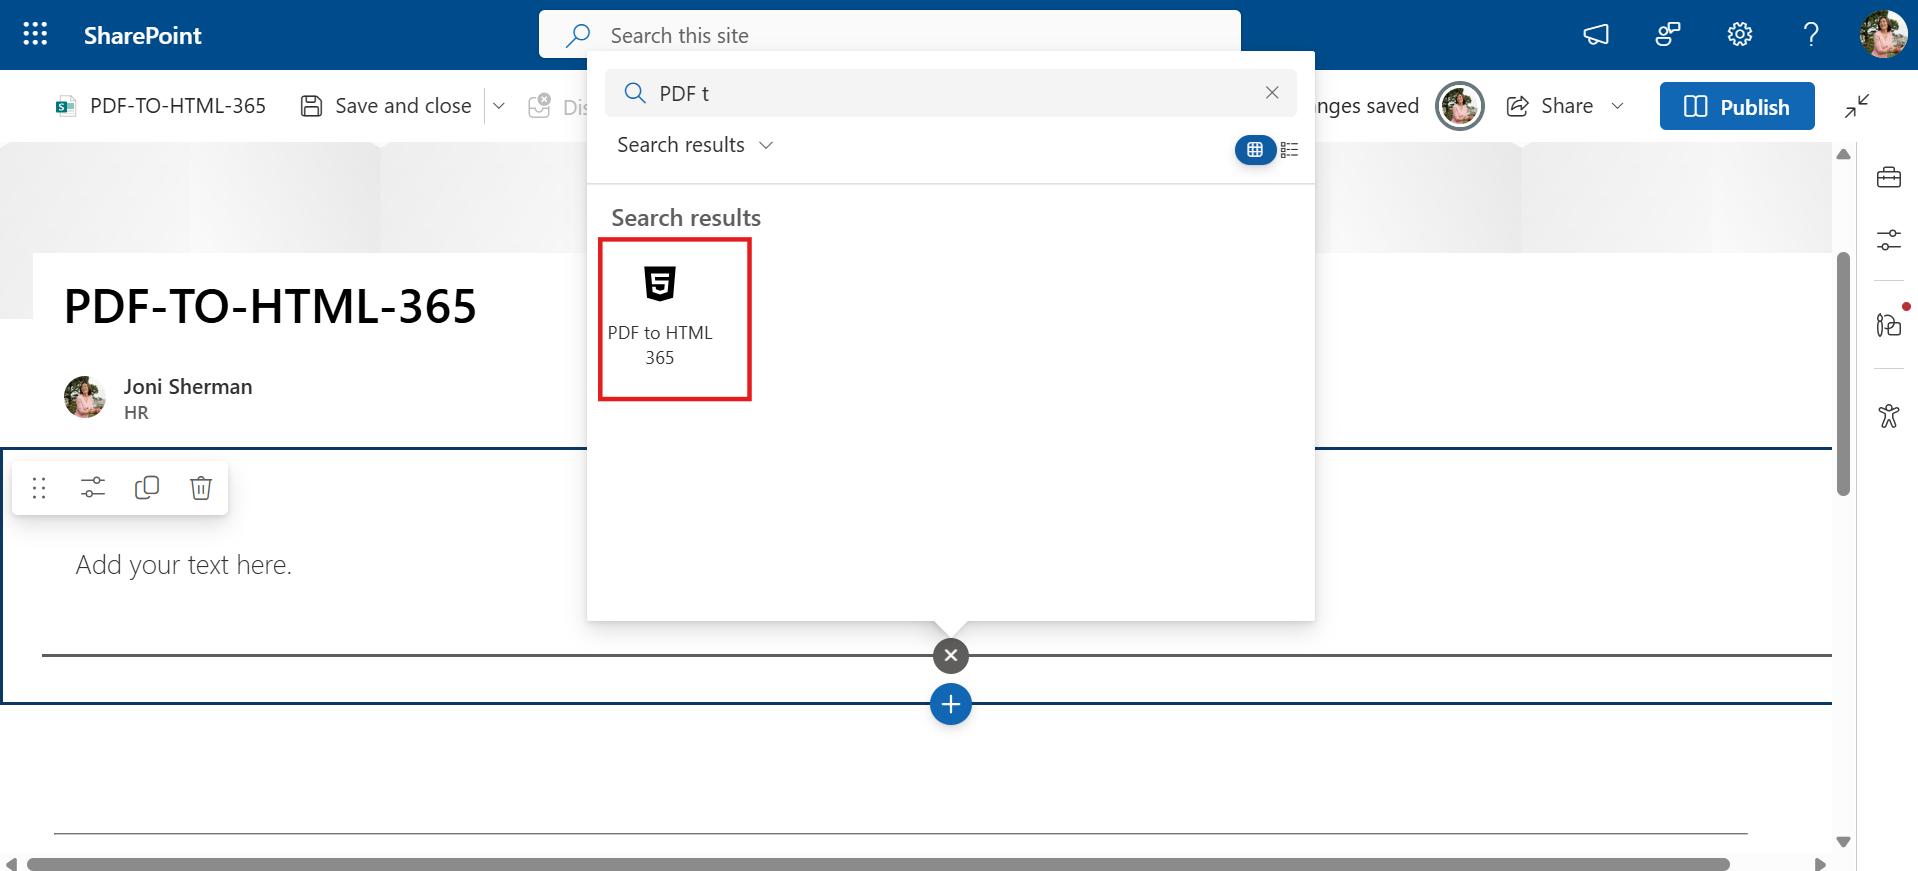 SharePoint
Search this site
PDF-TO-HTML-365
Save and close
Dis
PDF t
nges saved
Share
Publish
Search results
Search results
PDF to HTML
365
PDF-TO-HTML-365
Joni Sherman
HR
Add your text here.